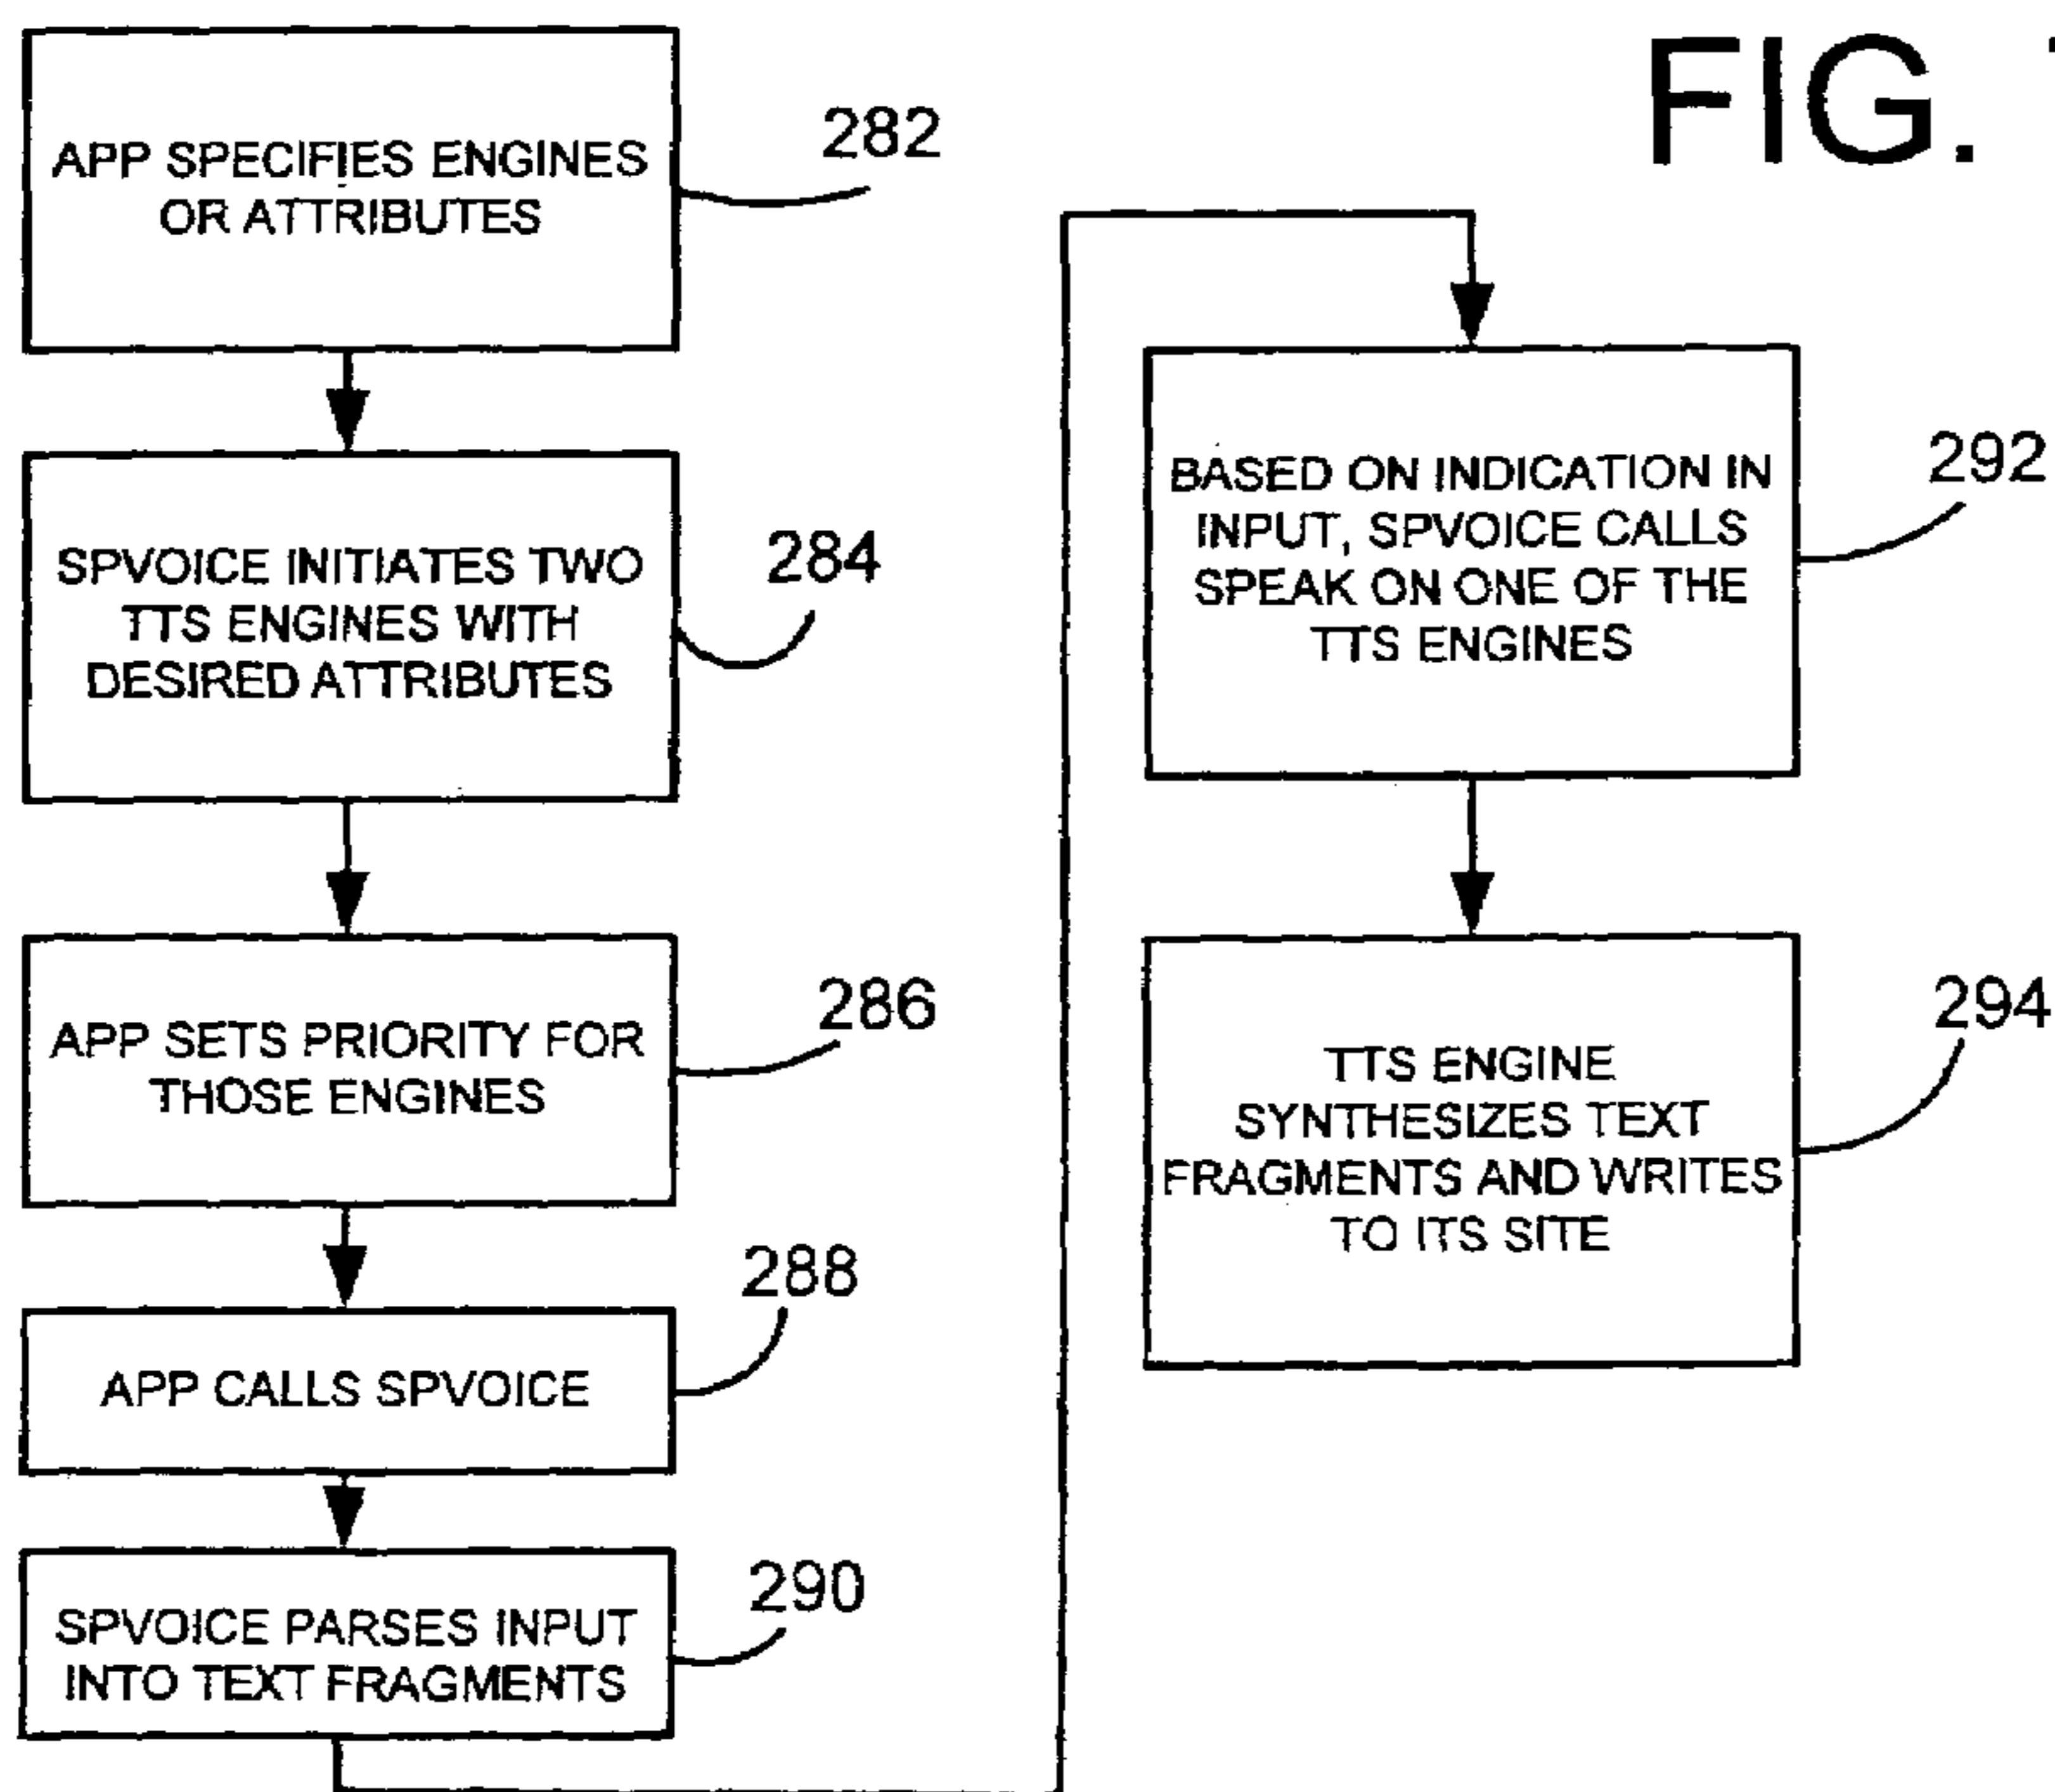 FIG.
APP SPECIFIES ENGINES
OR ATTRIBUTES
282
SPVOICE INITIATES TWO
TTS ENGINES WITH
DESIRED ATTRIBUTES
284
APP SETS PRIORITY FOR
THOSE ENGINES
286
APP CALLS SPVOICE
288
SPVOICE PARSES INPUT
INTO TEXT FRAGMENTS
290
BASED ON INDICATION IN
INPUT, SPVOICE CALLS
SPEAK ON ONE OF THE
TTS ENGINES
292
TTS ENGINE
SYNTHESIZES TEXT
FRAGMENTS AND WRITES
TO ITS SITE
294